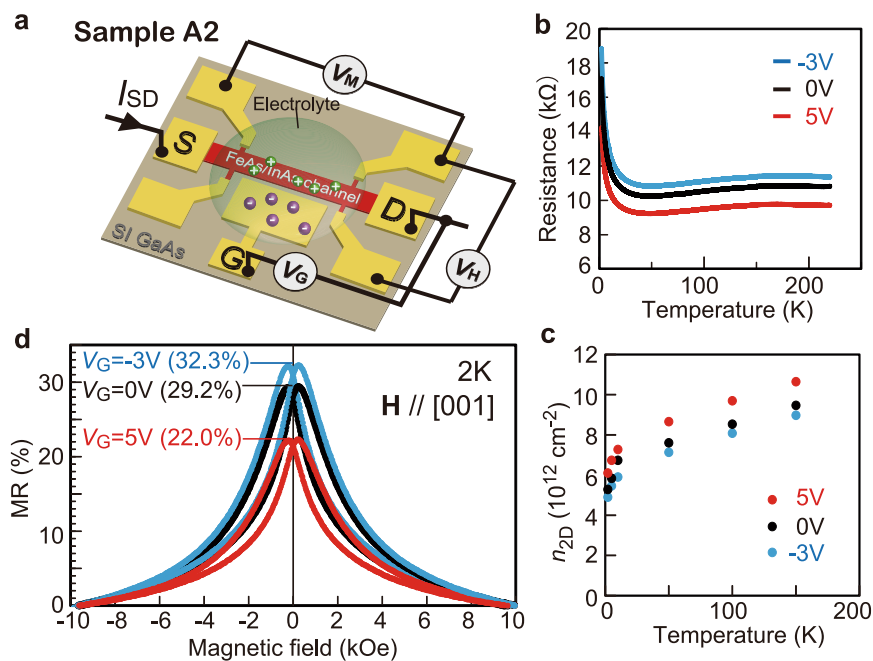 a
Sample A2
I_SD
S
Electrolyte
FeAs/InAs channel
SI GaAs
D
G
V_M
V_G
V_H
b
Resistance (kΩ)
20
18
16
14
12
10
8
6
-3V
0V
5V
0
100
200
Temperature (K)
c
n_2D (10^12 cm^-2)
12
10
8
6
4
2
0
5V
0V
-3V
0
100
200
Temperature (K)
d
MR (%)
30
20
10
0
V_G=-3V (32.3%)
V_G=0V (29.2%)
V_G=5V (22.0%)
2K
H // [001]
-10 -8 -6 -4 -2 0 2 4 6 8 10
Magnetic field (kOe)